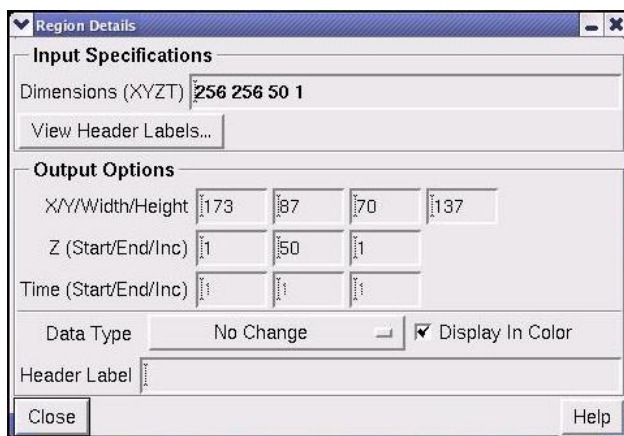 Region Details
Input Specifications
Dimensions (XYZT) 256 256 50 1
View Header Labels...
Output Options
X/Y/Width/Height 173 87 70 137
Z (Start/End/Inc) 1 50 1
Time (Start/End/Inc) 1 1 1
Data Type No Change Display In Color
Header Label
Close Help